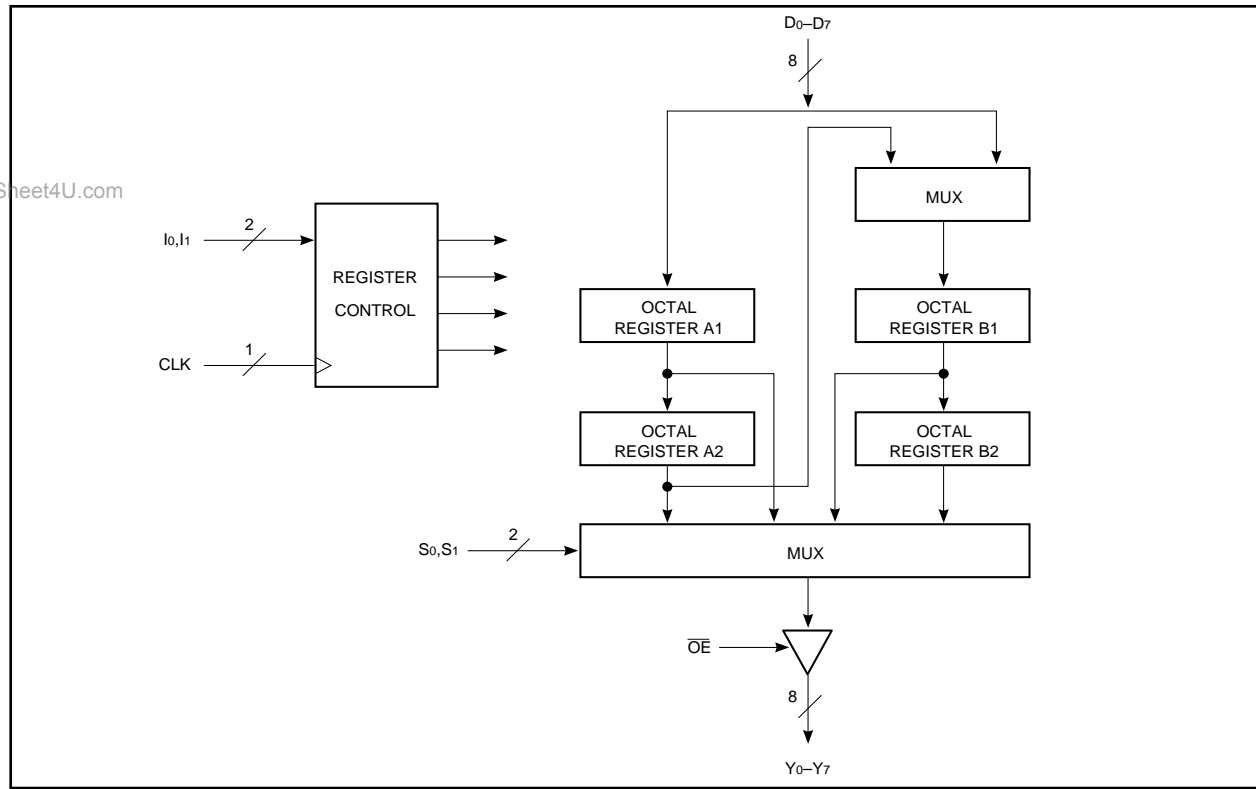 D0–D7
8
MUX
Sheet4U.com
I0,I1
2
REGISTER
CONTROL
CLK
1
OCTAL
REGISTER A1
OCTAL
REGISTER B1
OCTAL
REGISTER A2
OCTAL
REGISTER B2
S0,S1
2
MUX
OE
8
Y0–Y7